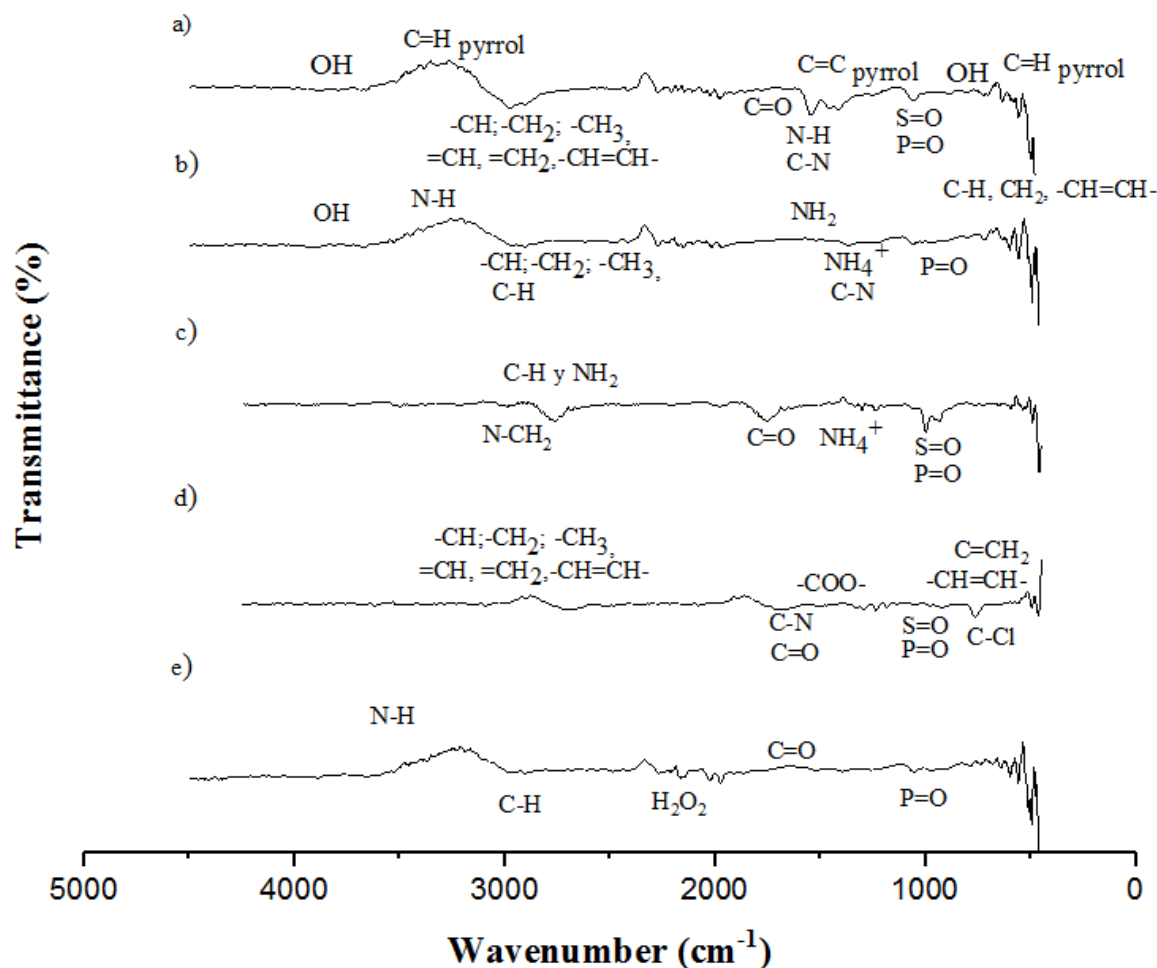 a)
C=H pyrrol
OH
C=C pyrrol
OH
C=H pyrrol
-CH;-CH₂; -CH₃,
=CH, =CH₂,-CH=CH-
C=O
N-H
C-N
S=O
P=O
b)
OH
N-H
NH₂
C-H, CH₂, -CH=CH-
-CH;-CH₂; -CH₃,
C-H
NH₄⁺
C-N
P=O
c)
C-H y NH₂
N-CH₂
C=O
NH₄⁺
S=O
P=O
d)
-CH;-CH₂; -CH₃,
=CH, =CH₂,-CH=CH-
-COO-
C=CH₂
-CH=CH-
C-N
C=O
S=O
P=O
C-Cl
e)
N-H
C-H
H₂O₂
C=O
P=O
Transmittance (%)
5000 4000 3000 2000 1000 0
Wavenumber (cm⁻¹)